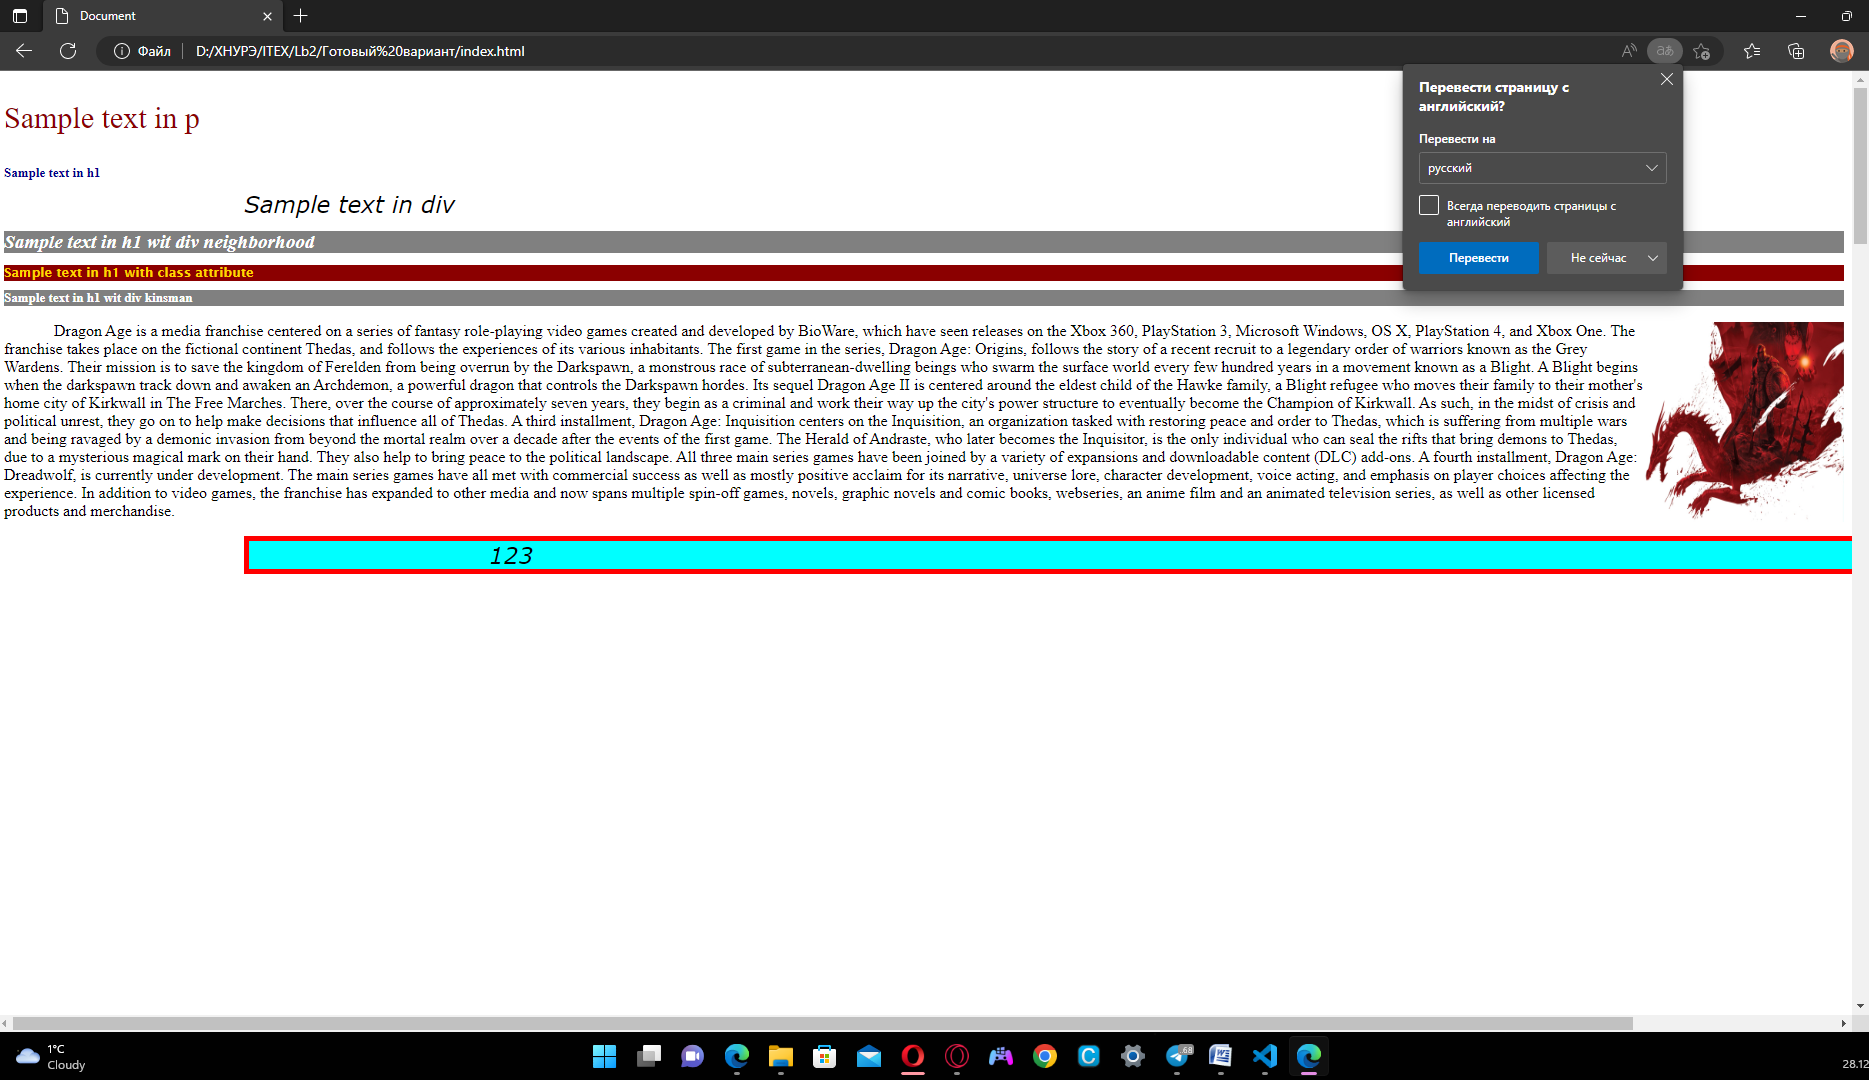 Document
Файл
D:/ХНУРЭ/ITEX/Lb2/Готовый%20вариант/index.html
Перевести страницу с
английский?
Перевести на
русский
Всегда переводить страницы с
английский
Перевести
Не сейчас
Sample text in p
Sample text in h1
Sample text in div
Sample text in h1 wit div neighborhood
Sample text in h1 with class attribute
Sample text in h1 wit div kinsman
Dragon Age is a media franchise centered on a series of fantasy role-playing video games created and developed by BioWare, which have seen releases on the Xbox 360, PlayStation 3, Microsoft Windows, OS X, PlayStation 4, and Xbox One. The
franchise takes place on the fictional continent Thedas, and follows the experiences of its various inhabitants. The first game in the series, Dragon Age: Origins, follows the story of a recent recruit to a legendary order of warriors known as the Grey
Wardens. Their mission is to save the kingdom of Ferelden from being overrun by the Darkspawn, a monstrous race of subterranean-dwelling beings who swarm the surface world every few hundred years in a movement known as a Blight. A Blight begins
when the darkspawn track down and awaken an Archdemon, a powerful dragon that controls the Darkspawn hordes. Its sequel Dragon Age II is centered around the eldest child of the Hawke family, a Blight refugee who moves their family to their mother's
home city of Kirkwall in The Free Marches. There, over the course of approximately seven years, they begin as a criminal and work their way up the city's power structure to eventually become the Champion of Kirkwall. As such, in the midst of crisis and
political unrest, they go on to help make decisions that influence all of Thedas. A third installment, Dragon Age: Inquisition centers on the Inquisition, an organization tasked with restoring peace and order to Thedas, which is suffering from multiple wars
and being ravaged by a demonic invasion from beyond the mortal realm over a decade after the events of the first game. The Herald of Andraste, who later becomes the Inquisitor, is the only individual who can seal the rifts that bring demons to Thedas,
due to a mysterious magical mark on their hand. They also help to bring peace to the political landscape. All three main series games have been joined by a variety of expansions and downloadable content (DLC) add-ons. A fourth installment, Dragon Age:
Dreadwolf, is currently under development. The main series games have all met with commercial success as well as mostly positive acclaim for its narrative, universe lore, character development, voice acting, and emphasis on player choices affecting the
experience. In addition to video games, the franchise has expanded to other media and now spans multiple spin-off games, novels, graphic novels and comic books, webseries, an anime film and an animated television series, as well as other licensed
products and merchandise.
123
1°C
Cloudy
68
28.12